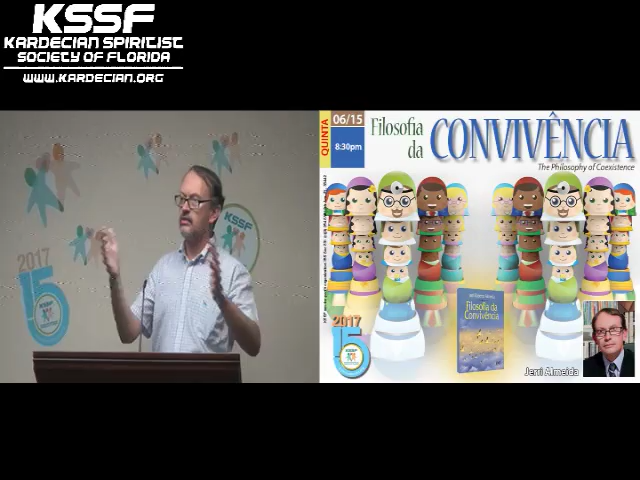 KSSF
KARDECIAN SPIRITIST
SOCIETY OF FLORIDA
WWW.KARDECIAN.ORG
2017
15
KSSF
QUINTA
06/15
8:30pm
Filosofia
da
CONVIVÊNCIA
The Philosophy of Coexistence
Filosofia da
Convivência
2017
15
KSSF
Jerri Almeida